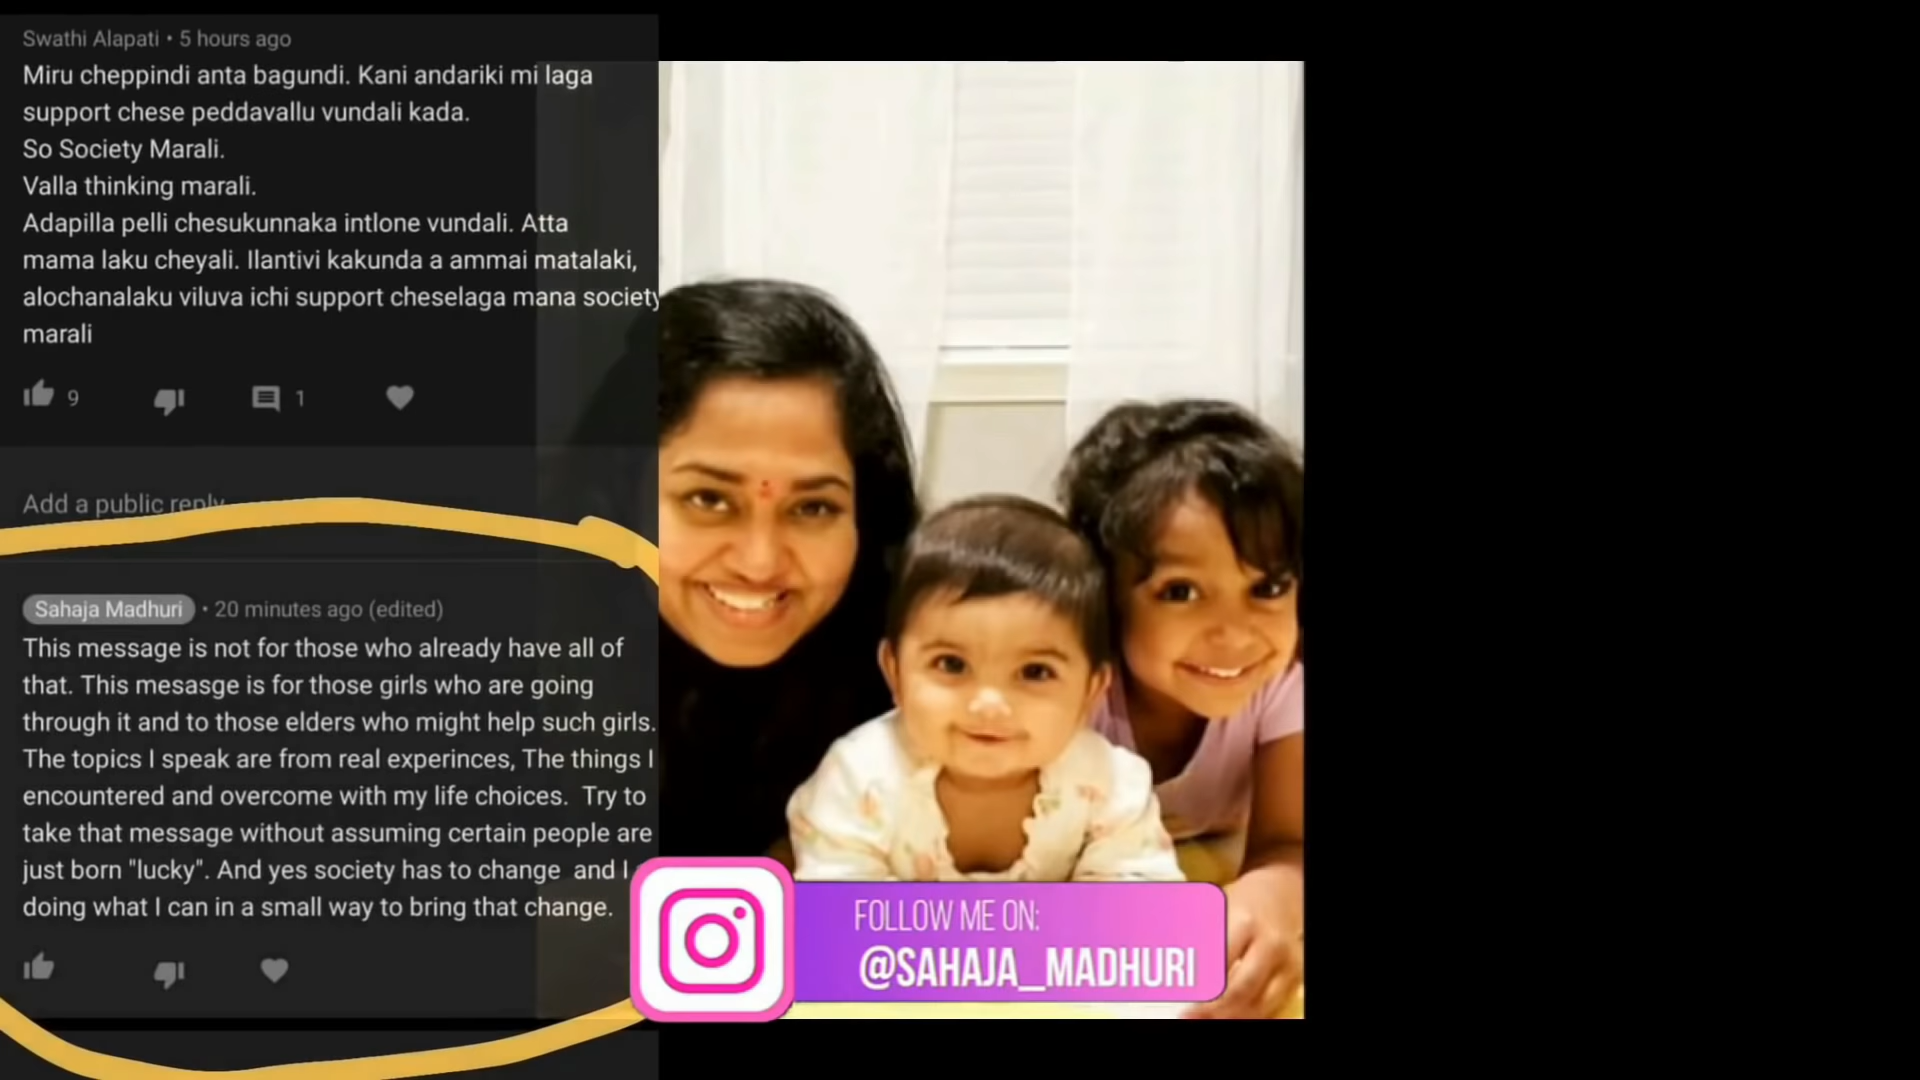 Swathi Alapati • 5 hours ago
Miru cheppindi anta bagundi. Kani andariki mi laga
support chese peddavallu vundali kada.
So Society Marali.
Valla thinking marali.
Adapilla pelli chesukunnaka intlone vundali. Atta
mama laku cheyali. Ilantivi kakunda a ammai matalaki,
alochanalaku viluva ichi support cheselaga mana society
marali
9
1
Add a public reply
Sahaja Madhuri • 20 minutes ago (edited)
This message is not for those who already have all of
that. This mesasge is for those girls who are going
through it and to those elders who might help such girls.
The topics I speak are from real experinces, The things I
encountered and overcome with my life choices. Try to
take that message without assuming certain people are
just born "lucky". And yes society has to change and I
doing what I can in a small way to bring that change.
FOLLOW ME ON:
@SAHAJA_MADHURI